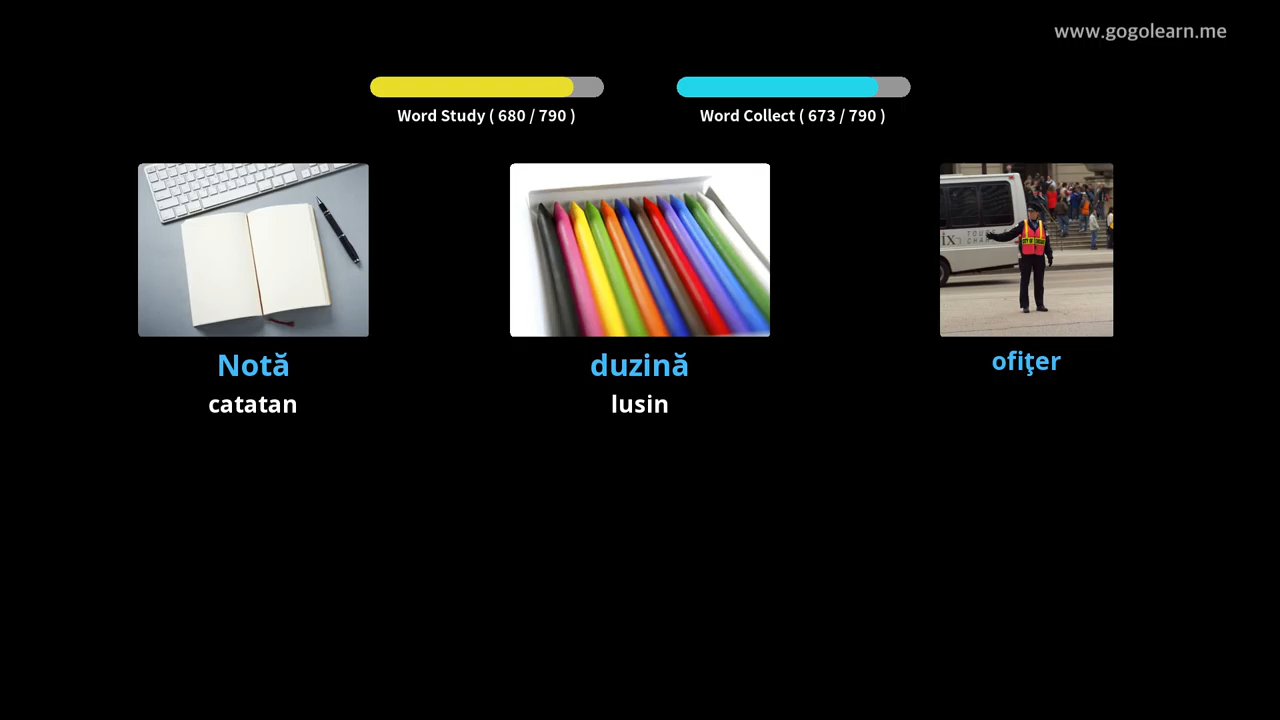 www.gogolearn.me
Word Study ( 680 / 790 )
Word Collect ( 673 / 790 )
Notă
duzină
ofiţer
catatan
lusin